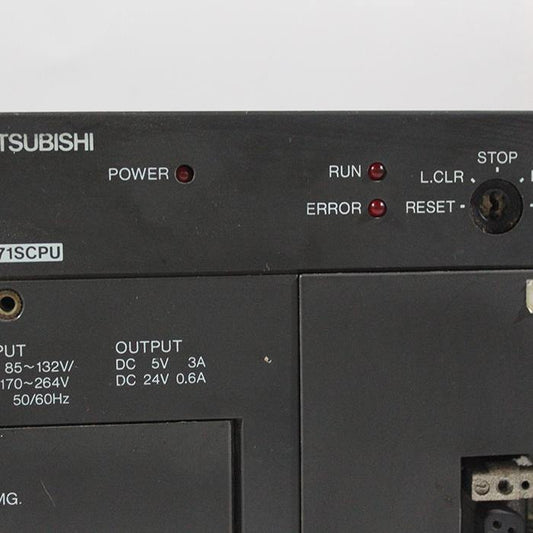 TSUBISHI
POWER
RUN
ERROR
STOP
L.CLR
RESET
71SCPU
PUT
85~132V/
170~264V
50/60Hz
OUTPUT
DC 5V 3A
DC 24V 0.6A
MG.